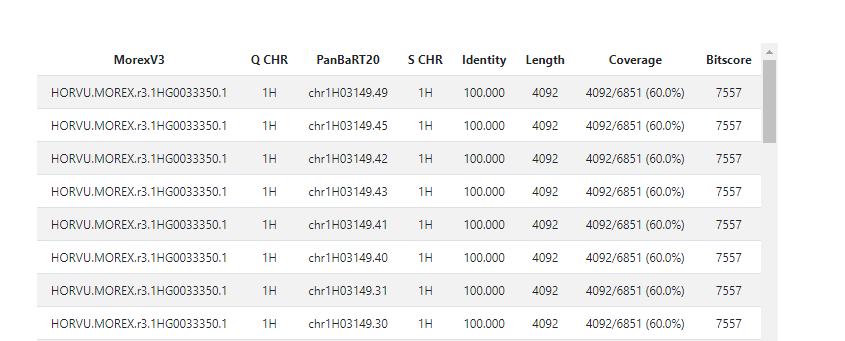 MorexV3 Q CHR PanBaRT20 S CHR Identity Length Coverage Bitscore
HORVU.MOREX.r3.1HG0033350.1 1H chr1H03149.49 1H 100.000 4092 4092/6851 (60.0%) 7557
HORVU.MOREX.r3.1HG0033350.1 1H chr1H03149.45 1H 100.000 4092 4092/6851 (60.0%) 7557
HORVU.MOREX.r3.1HG0033350.1 1H chr1H03149.42 1H 100.000 4092 4092/6851 (60.0%) 7557
HORVU.MOREX.r3.1HG0033350.1 1H chr1H03149.43 1H 100.000 4092 4092/6851 (60.0%) 7557
HORVU.MOREX.r3.1HG0033350.1 1H chr1H03149.41 1H 100.000 4092 4092/6851 (60.0%) 7557
HORVU.MOREX.r3.1HG0033350.1 1H chr1H03149.40 1H 100.000 4092 4092/6851 (60.0%) 7557
HORVU.MOREX.r3.1HG0033350.1 1H chr1H03149.31 1H 100.000 4092 4092/6851 (60.0%) 7557
HORVU.MOREX.r3.1HG0033350.1 1H chr1H03149.30 1H 100.000 4092 4092/6851 (60.0%) 7557